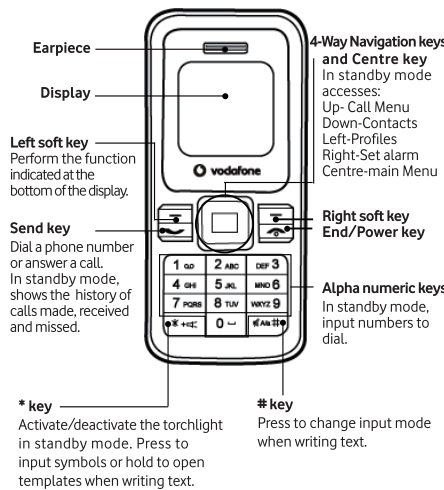 Earpiece
Display
Left soft key
Perform the function
indicated at the
bottom of the display.
Send key
Dial a phone number
or answer a call.
In standby mode,
shows the history of
calls made, received
and missed.
4-Way Navigation keys
and Centre key
In standby mode
accesses:
Up- Call Menu
Down-Contacts
Left-Profiles
Right-Set alarm
Centre-main Menu
Right soft key
End/Power key
Alpha numeric keys
In standby mode,
input numbers to
dial.
vodafone
1 2 ABC DEF 3
4 GHI 5 JKL MNO 6
7 PQRS 8 TUV WXYZ 9
* + 0 A/a #
* key
Activate/deactivate the torchlight
in standby mode. Press to
input symbols or hold to open
templates when writing text.
# key
Press to change input mode
when writing text.